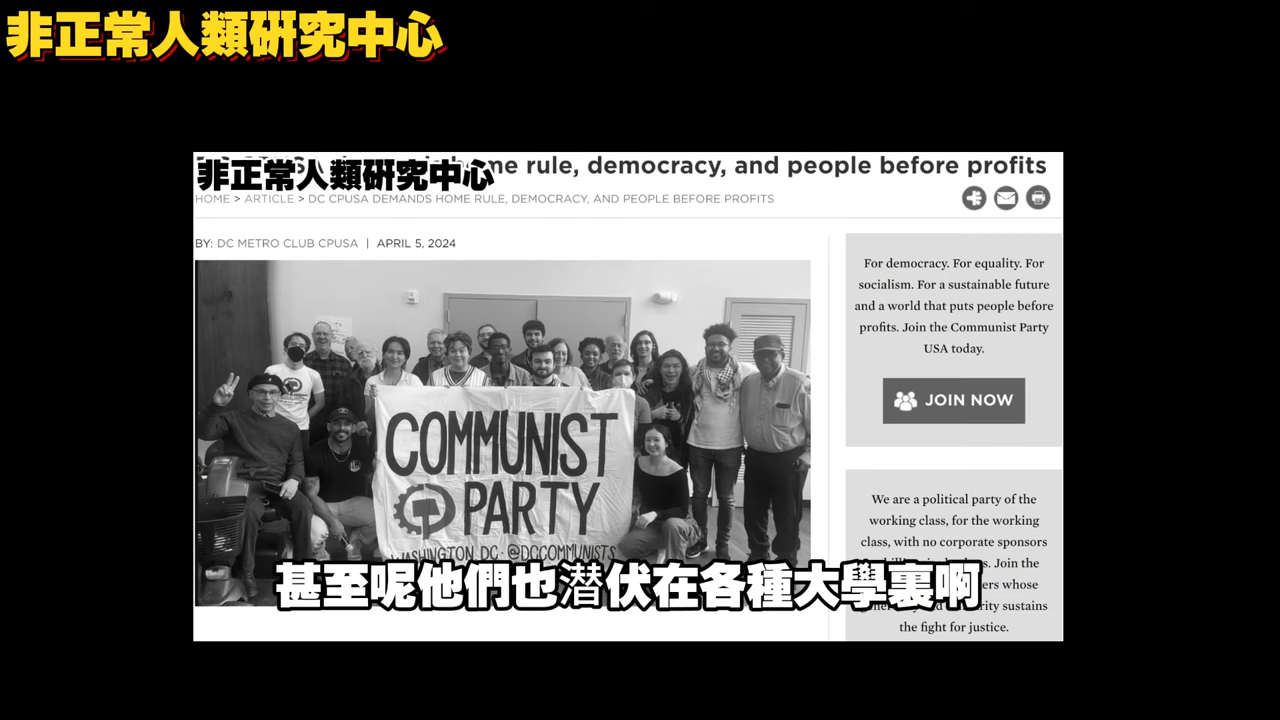 非正常人類研究中心
非正常人類研究中心
me rule, democracy, and people before profits
HOME > ARTICLE > DC CPUSA DEMANDS HOME RULE, DEMOCRACY, AND PEOPLE BEFORE PROFITS
BY: DC METRO CLUB CPUSA | APRIL 5, 2024
For democracy. For equality. For
socialism. For a sustainable future
and a world that puts people before
profits. Join the Communist Party
USA today.
JOIN NOW
COMMUNIST
PARTY
WASHINGTON, DC · @DCCOMMUNISTS
We are a political party of the
working class, for the working
class, with no corporate sponsors
Join the
whose
sustains
the fight for justice.
甚至呢他們也潜伏在各種大學裏啊